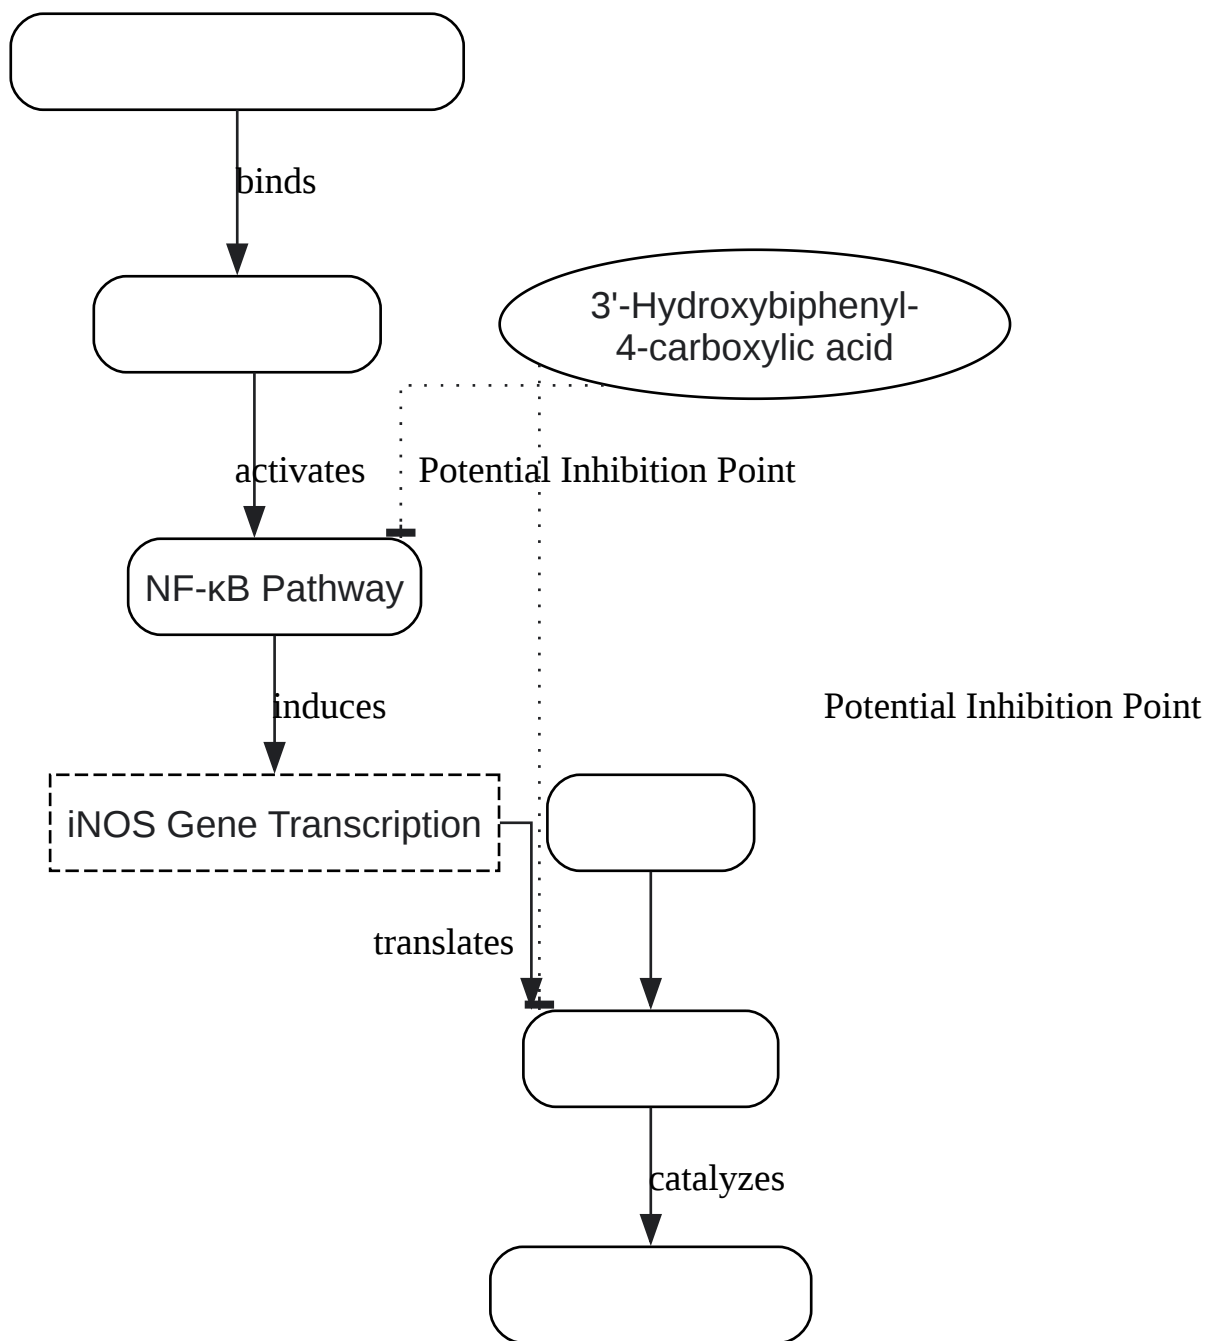 binds
3'-Hydroxybiphenyl-
4-carboxylic acid
activates
Potential Inhibition Point
NF-κB Pathway
induces
Potential Inhibition Point
iNOS Gene Transcription
translates
catalyzes